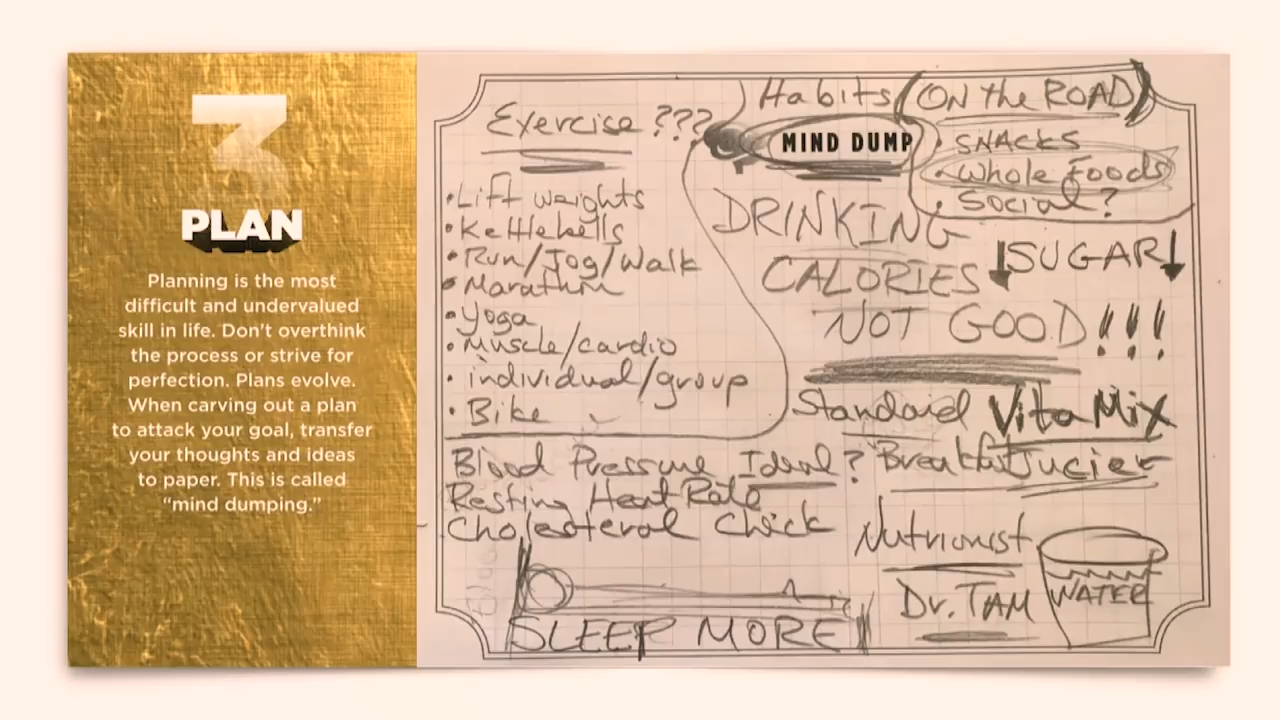 3
PLAN
Planning is the most
difficult and undervalued
skill in life. Don't overthink
the process or strive for
perfection. Plans evolve.
When carving out a plan
to attack your goal, transfer
your thoughts and ideas
to paper. This is called
“mind dumping.”
Exercise ???
• Lift weights
• Kettlebells
• Run/Jog/Walk
• Marathon
• Yoga
• Muscle/cardio
• individual/group
• Bike
Habits (ON the ROAD)
MIND DUMP
• SNACKS
• Whole Foods
• Social?
DRINKING
CALORIES
NOT GOOD!!!
↓SUGAR↓
Standard VitaMix
Breakfast Jucier
Blood Pressure Ideal?
Resting Heart Rate
Cholesterol Check
Nutrionist
Dr. TAM
WATER
SLEEP MORE